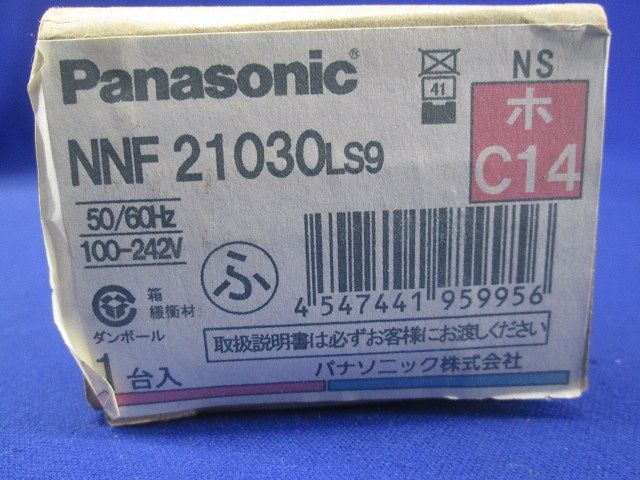 Panasonic®
NNF 21030LS9
41
NS
ホ
C14
50/60Hz
100-242V
ふ
4 547441 959956
箱
緩衝材
ダンボール
取扱説明書は必ずお客様にお渡しください
1台入
パナソニック株式会社